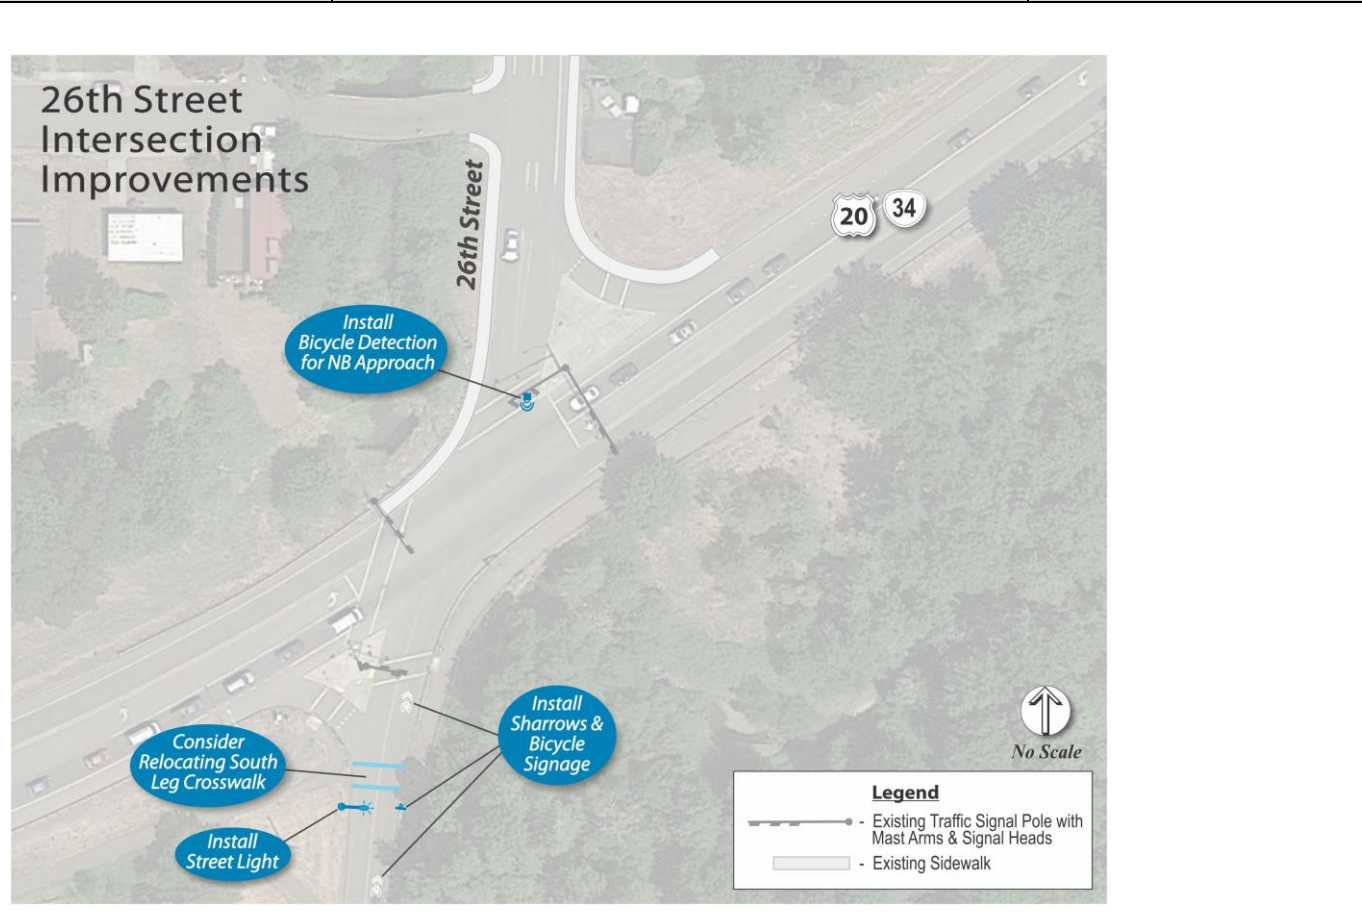 26th Street
Intersection
Improvements
26th Street
20
34
Install
Bicycle Detection
for NB Approach
Install
Sharrows &
Bicycle
Signage
Consider
Relocating South
Leg Crosswalk
Install
Street Light
No Scale
Legend
- Existing Traffic Signal Pole with
Mast Arms & Signal Heads
- Existing Sidewalk